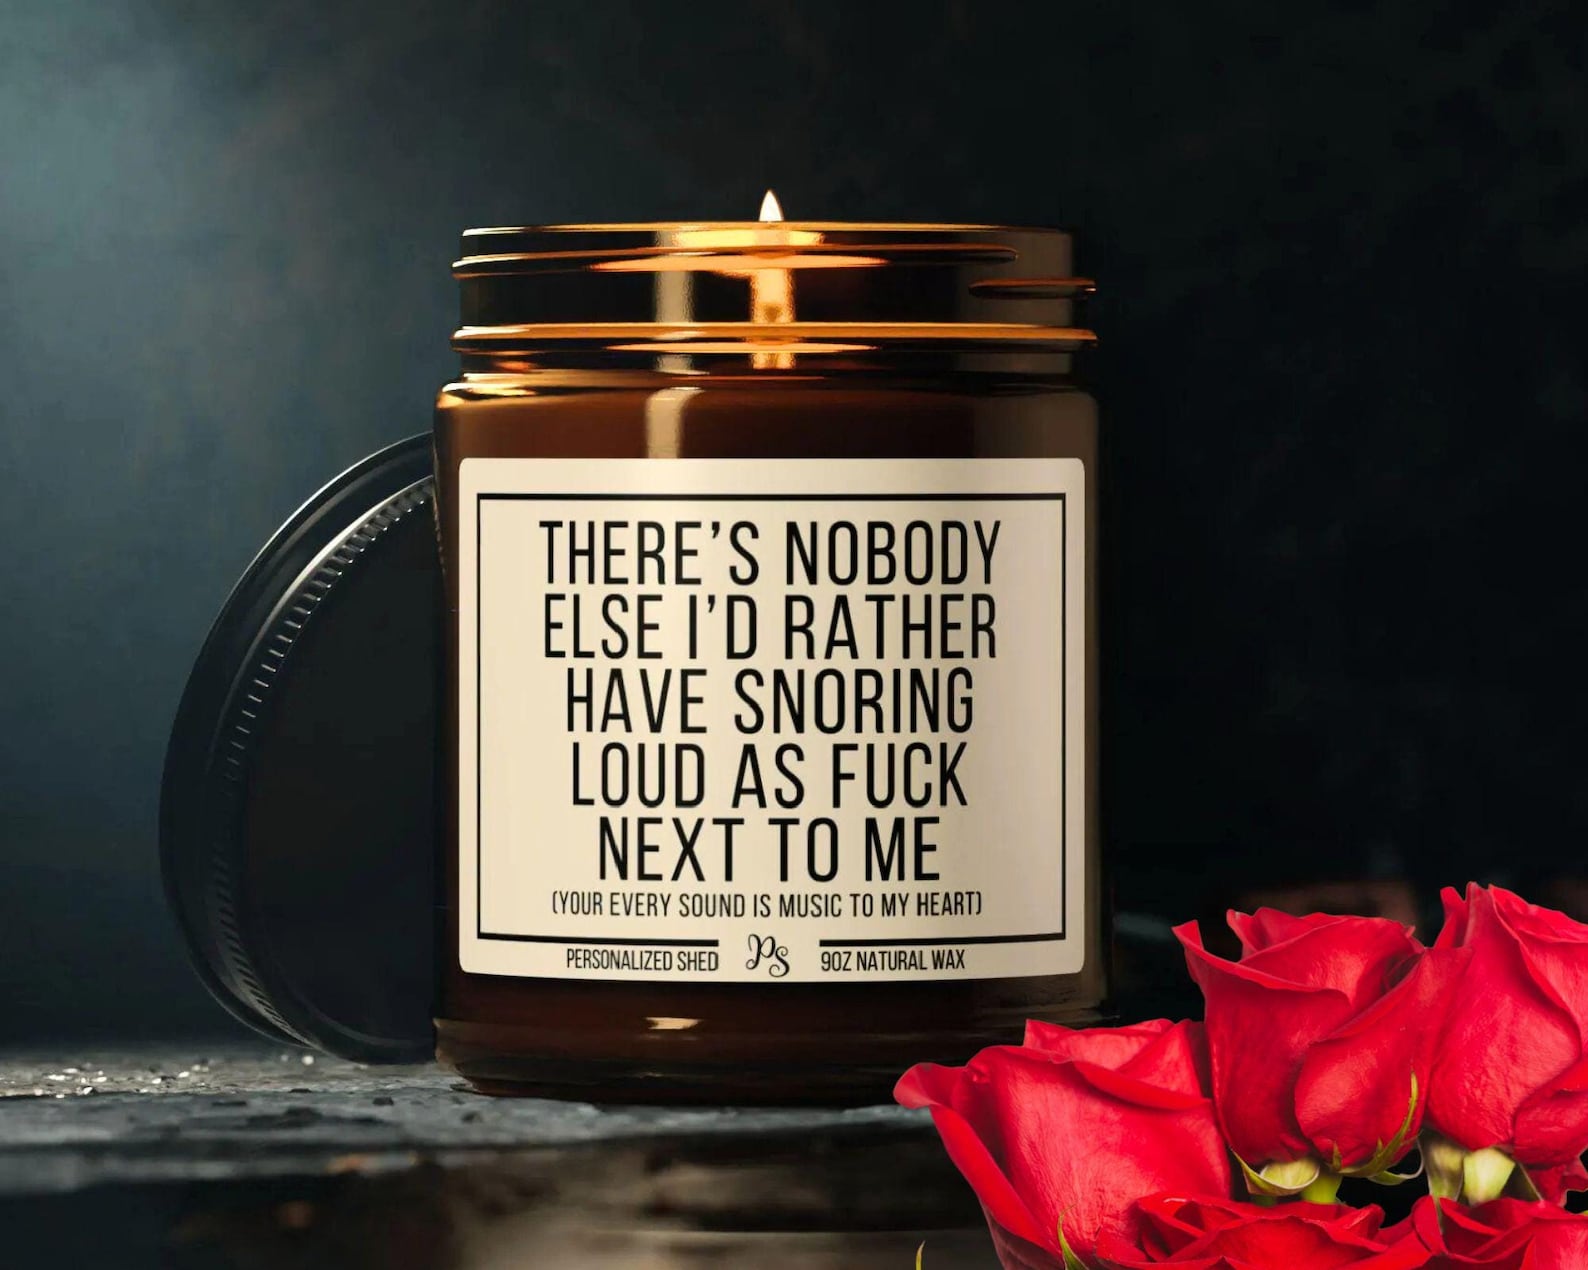 THERE'S NOBODY
ELSE I'D RATHER
HAVE SNORING
LOUD AS FUCK
NEXT TO ME
(YOUR EVERY SOUND IS MUSIC TO MY HEART)
PERSONALIZED SHED PS 9OZ NATURAL WAX